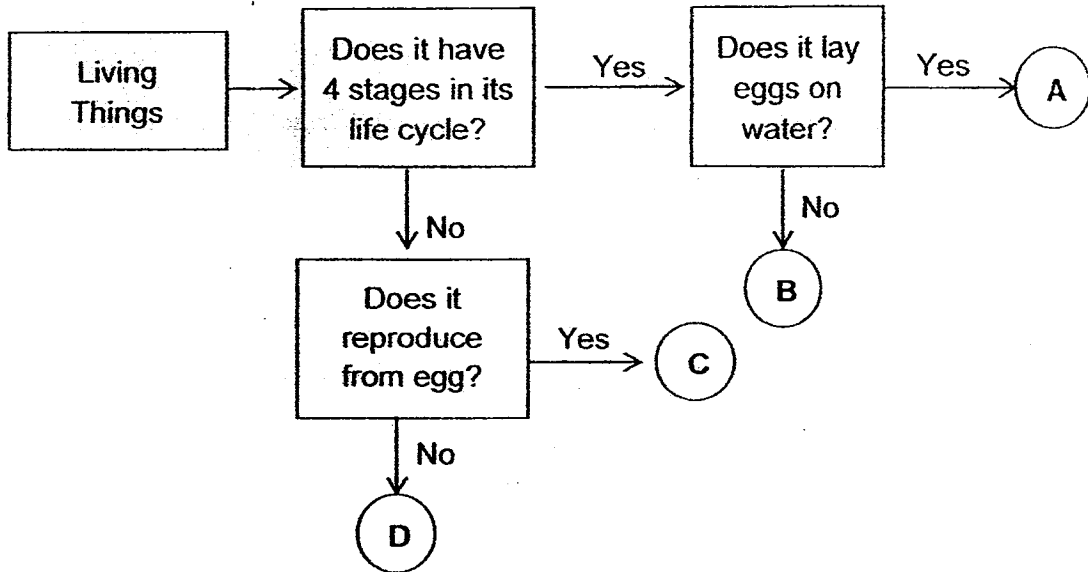 Living
Things
Does it have
4 stages in its
life cycle?
Yes
Does it lay
eggs on
water?
Yes
A
No
No
B
Does it
reproduce
from egg?
Yes
C
No
D